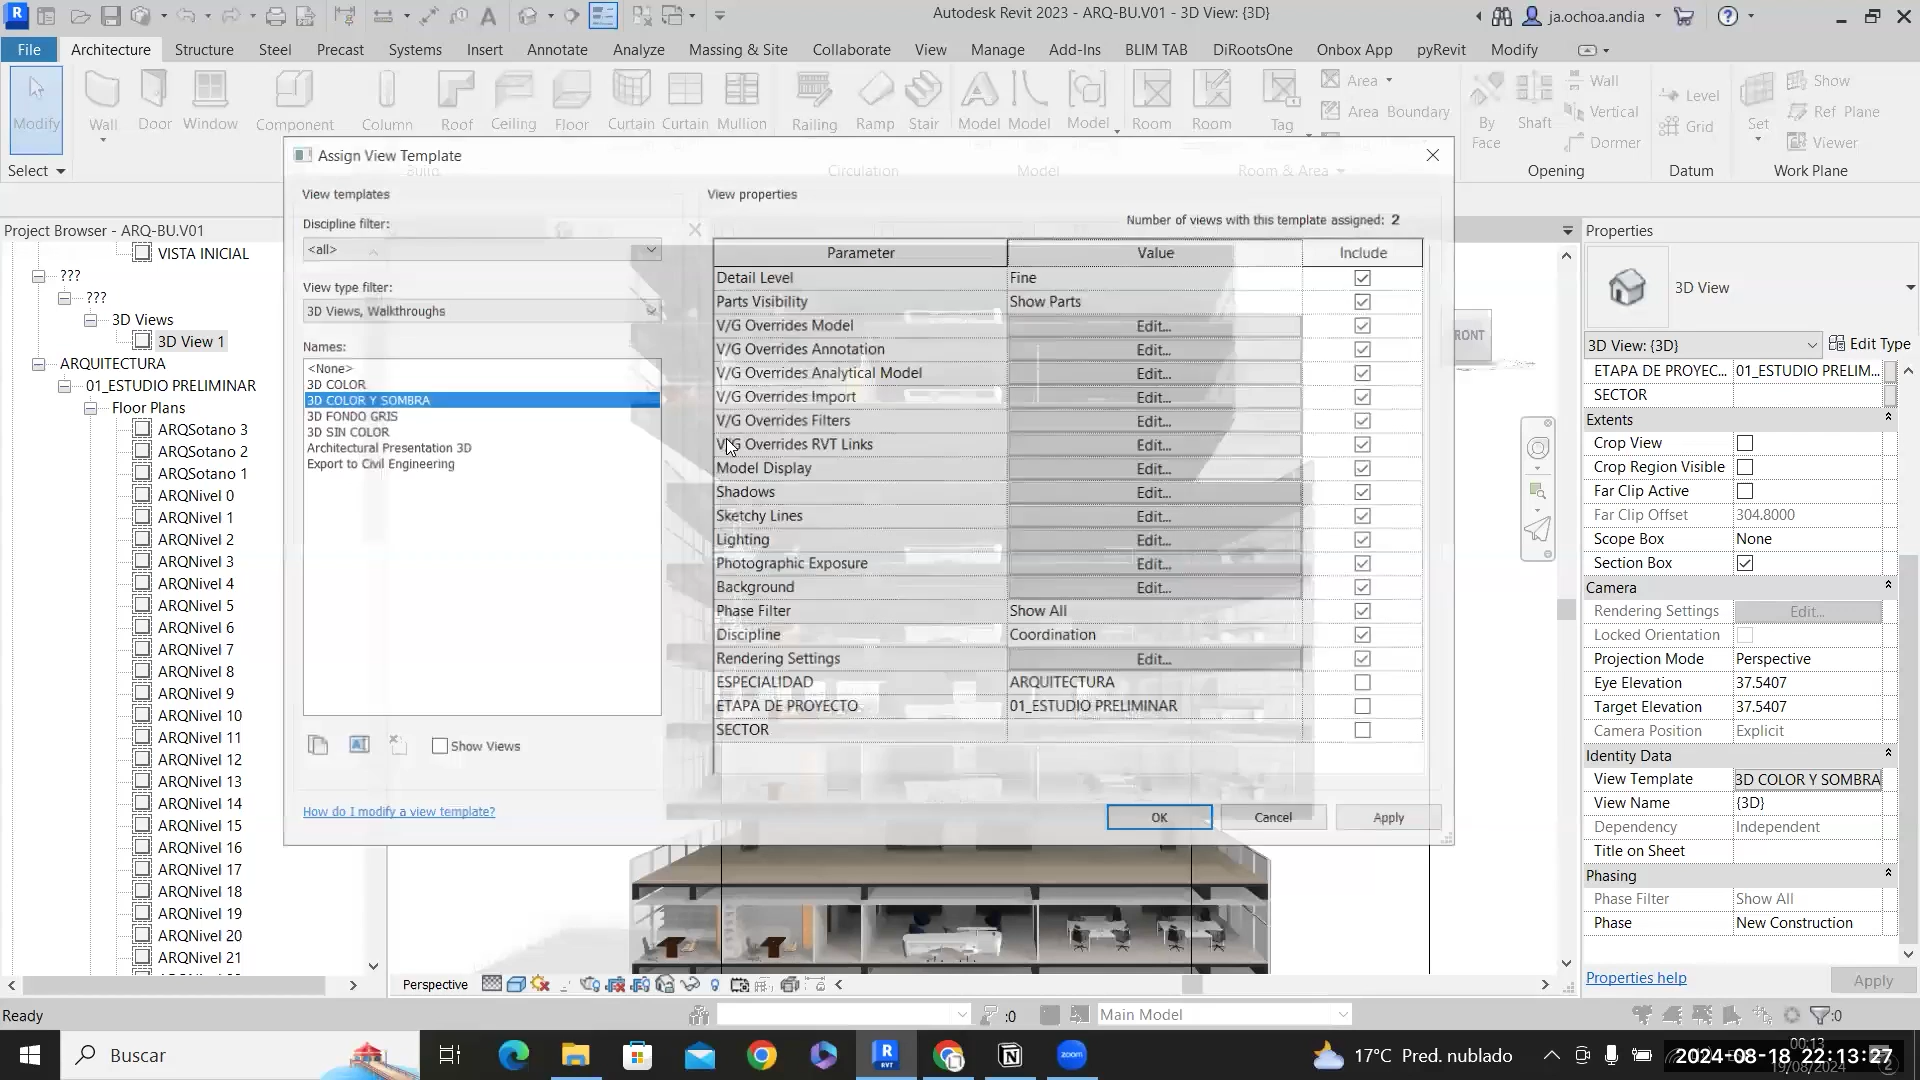 Autodesk Revit 2023 - ARQ-BU.V01 - 3D View: {3D}
ja.ochoa.andia
File Architecture Structure Steel Precast Systems Insert Annotate Analyze Massing & Site Collaborate View Manage Add-Ins BLIM TAB DiRootsOne Onbox App pyRevit Modify
Modify Wall Door Window Component Column Roof Ceiling Floor Curtain Curtain Mullion Railing Ramp Stair Model Model Model Room Room Tag
Area
Area Boundary
By Face Shaft
Wall
Vertical
Dormer
Level
Grid
Set
Show
Ref Plane
Viewer
Select Build Circulation Model Room & Area Opening Datum Work Plane
Project Browser - ARQ-BU.V01
VISTA INICIAL
???
???
3D Views
3D View 1
ARQUITECTURA
01_ESTUDIO PRELIMINAR
Floor Plans
ARQSotano 3
ARQSotano 2
ARQSotano 1
ARQNivel 0
ARQNivel 1
ARQNivel 2
ARQNivel 3
ARQNivel 4
ARQNivel 5
ARQNivel 6
ARQNivel 7
ARQNivel 8
ARQNivel 9
ARQNivel 10
ARQNivel 11
ARQNivel 12
ARQNivel 13
ARQNivel 14
ARQNivel 15
ARQNivel 16
ARQNivel 17
ARQNivel 18
ARQNivel 19
ARQNivel 20
ARQNivel 21
Assign View Template
View templates
Discipline filter:
<all>
View type filter:
3D Views, Walkthroughs
Names:
<None>
3D COLOR
3D COLOR Y SOMBRA
3D FONDO GRIS
3D SIN COLOR
Architectural Presentation 3D
Export to Civil Engineering
Show Views
How do I modify a view template?
View properties
Number of views with this template assigned: 2
Parameter Value Include
Detail Level Fine
Parts Visibility Show Parts
V/G Overrides Model Edit...
V/G Overrides Annotation Edit...
V/G Overrides Analytical Model Edit...
V/G Overrides Import Edit...
V/G Overrides Filters Edit...
V/G Overrides RVT Links Edit...
Model Display Edit...
Shadows Edit...
Sketchy Lines Edit...
Lighting Edit...
Photographic Exposure Edit...
Background Edit...
Phase Filter Show All
Discipline Coordination
Rendering Settings Edit...
ESPECIALIDAD ARQUITECTURA
ETAPA DE PROYECTO 01_ESTUDIO PRELIMINAR
SECTOR
OK Cancel Apply
RONT
Properties
3D View
3D View: {3D} Edit Type
ETAPA DE PROYEC... 01_ESTUDIO PRELIM...
SECTOR
Extents
Crop View
Crop Region Visible
Far Clip Active
Far Clip Offset 304.8000
Scope Box None
Section Box
Camera
Rendering Settings Edit...
Locked Orientation
Projection Mode Perspective
Eye Elevation 37.5407
Target Elevation 37.5407
Camera Position Explicit
Identity Data
View Template 3D COLOR Y SOMBRA
View Name {3D}
Dependency Independent
Title on Sheet
Phasing
Phase Filter Show All
Phase New Construction
Properties help Apply
Perspective
Ready
:0
Main Model
:0
Buscar
R
RVT
zoom
17°C Pred. nublado
00:13
2024-08-18 22:13:27
19/08/2024